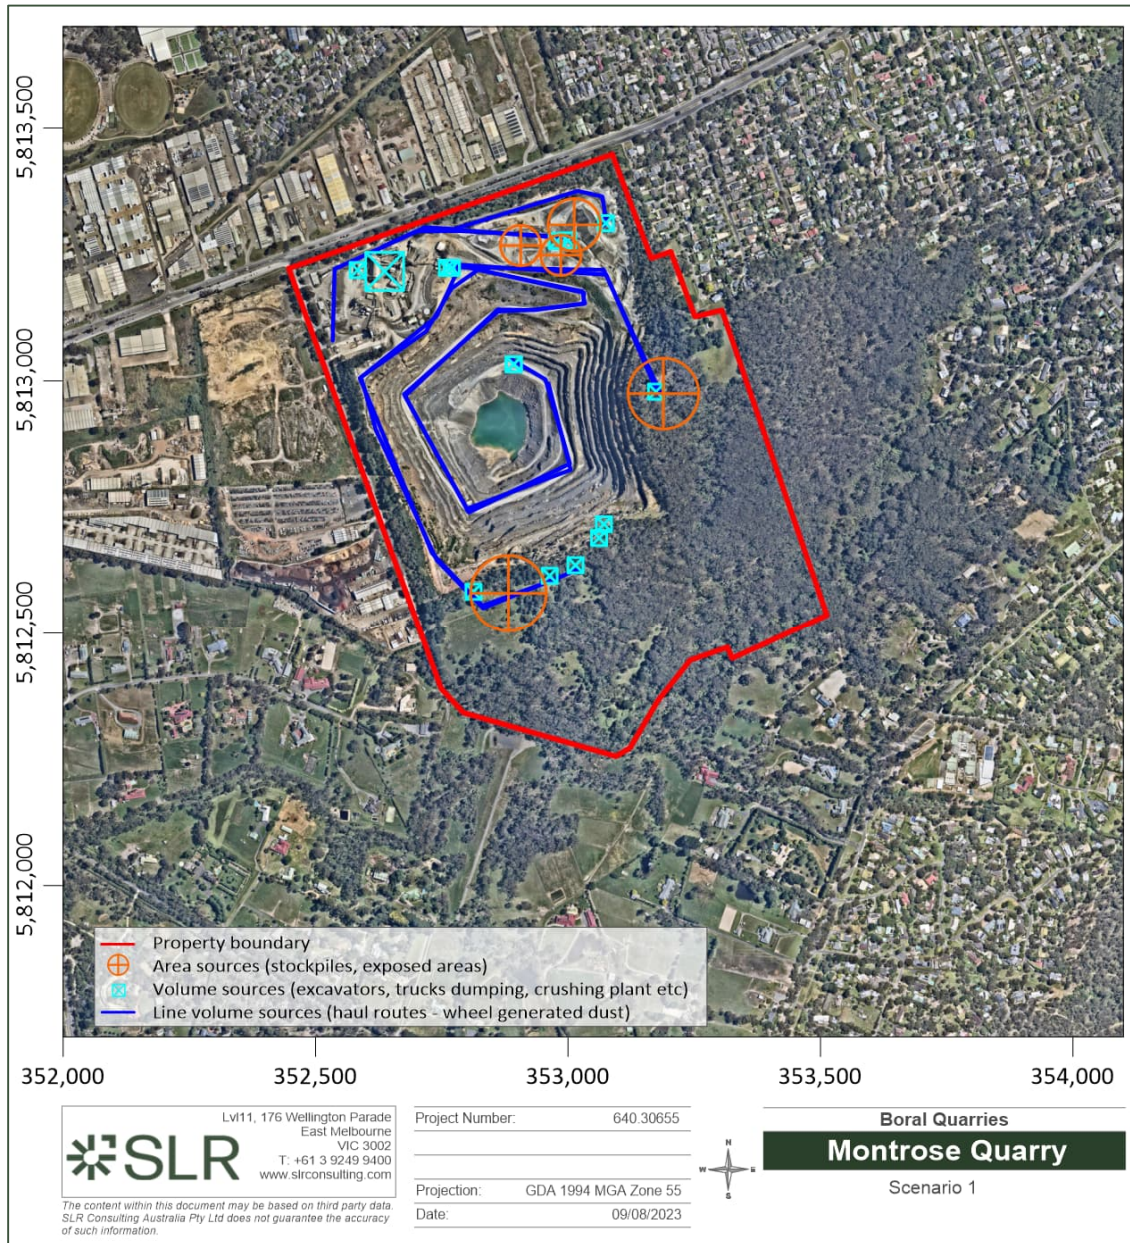 5,813,500
5,813,000
5,812,500
5,812,000
Property boundary
Area sources (stockpiles, exposed areas)
Volume sources (excavators, trucks dumping, crushing plant etc)
Line volume sources (haul routes - wheel generated dust)
352,000 352,500 353,000 353,500 354,000
SLR
Lvl11, 176 Wellington Parade
East Melbourne
VIC 3002
T: +61 3 9249 9400
www.slrconsulting.com
The content within this document may be based on third party data.
SLR Consulting Australia Pty Ltd does not guarantee the accuracy
of such information.
Project Number: 640.30655
Projection: GDA 1994 MGA Zone 55
Date: 09/08/2023
N
W E
S
Boral Quarries
Montrose Quarry
Scenario 1